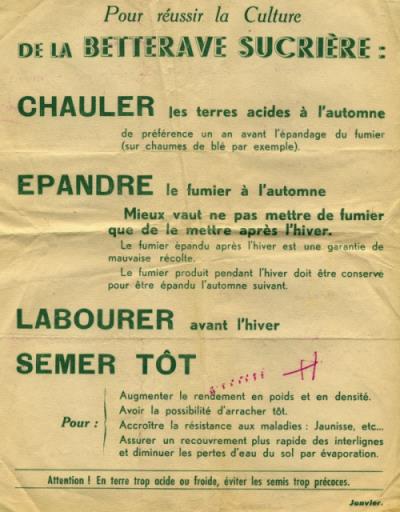 Pour réussir la Culture
DE LA BETTERAVE SUCRIÈRE :
CHAULER les terres acides à l'automne
de préférence un an avant l'épandage du fumier
(sur chaumes de blé par exemple).
EPANDRE le fumier à l'automne
Mieux vaut ne pas mettre de fumier
que de le mettre après l'hiver.
Le fumier épandu après l'hiver est une garantie de
mauvaise récolte.
Le fumier produit pendant l'hiver doit être conservé
pour être épandu l'automne suivant.
LABOURER avant l'hiver
SEMER TÔT
Pour :
Augmenter le rendement en poids et en densité.
Avoir la possibilité d'arracher tôt.
Accroître la résistance aux maladies : Jaunisse, etc...
Assurer un recouvrement plus rapide des interlignes
et diminuer les pertes d'eau du sol par évaporation.
Attention ! En terre trop acide ou froide, éviter les semis trop précoces.
Janvier.